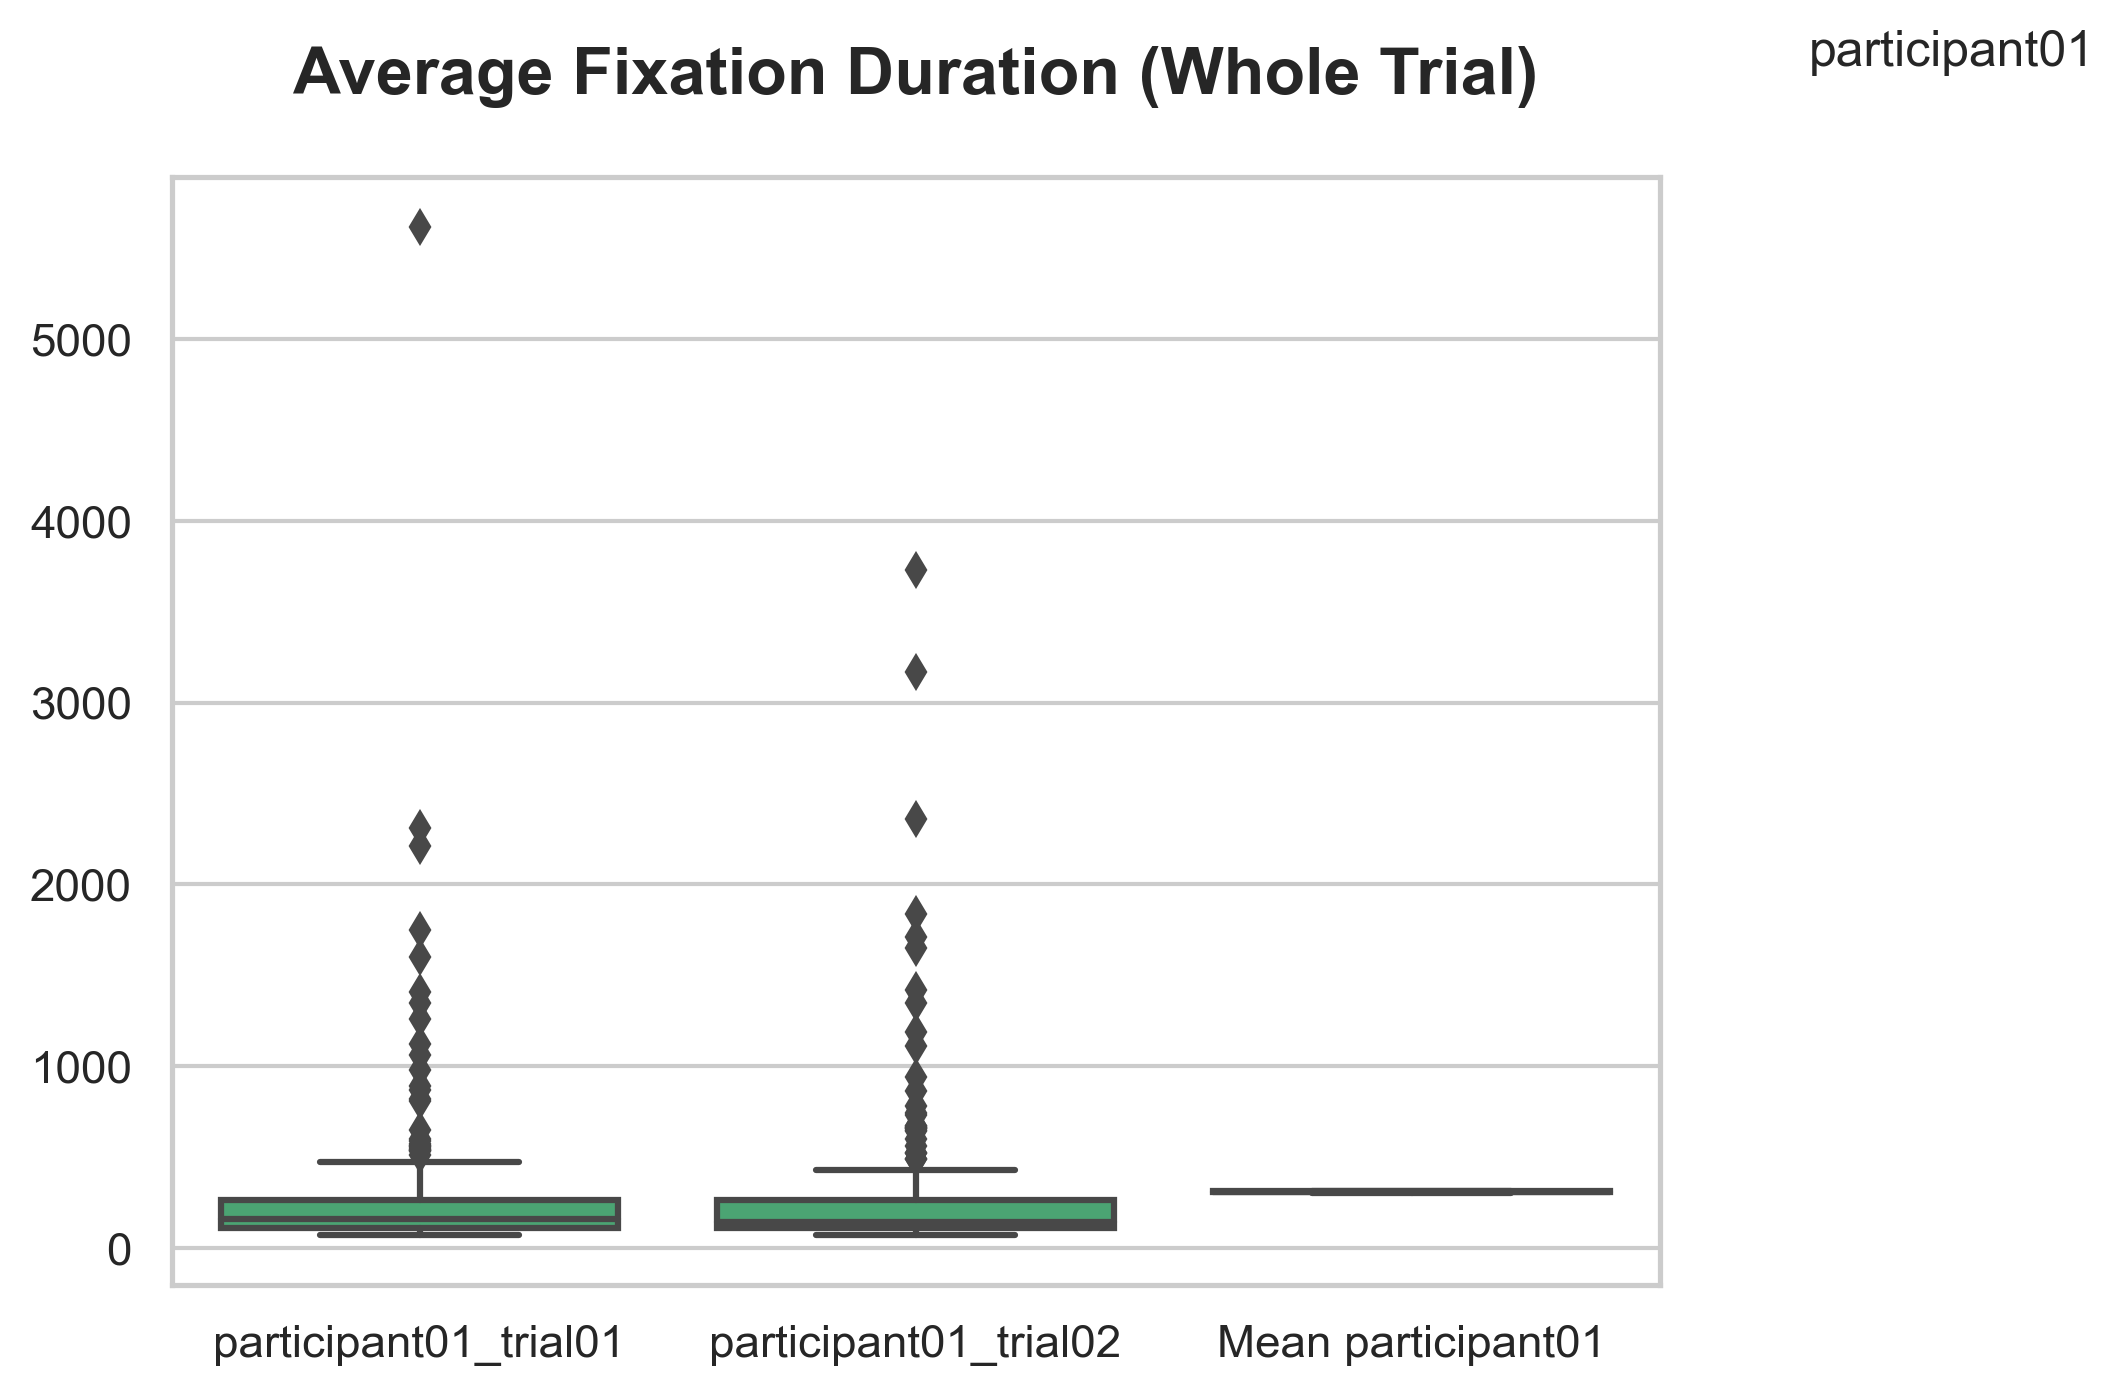 participant01
Average Fixation Duration (Whole Trial)
5000
4000
3000
2000
1000
0
participant01_trial01
participant01_trial02
Mean participant01